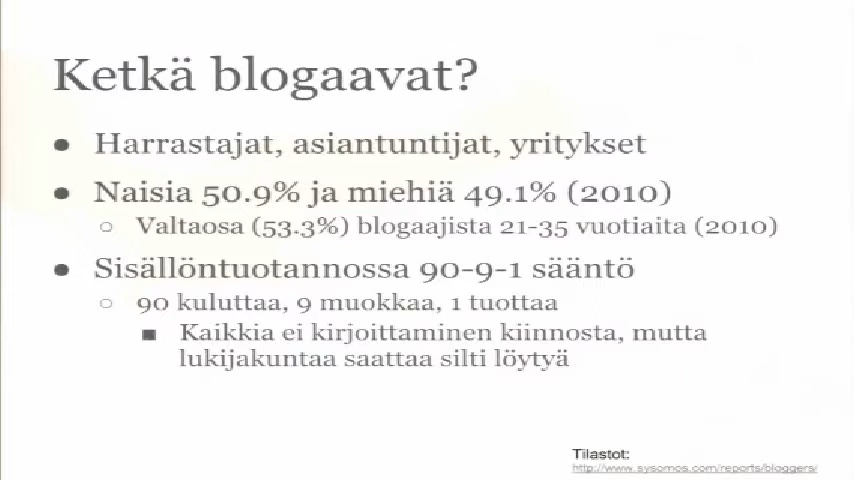 Ketkä blogaavat?
● Harrastajat, asiantuntijat, yritykset
● Naisia 50.9% ja miehiä 49.1% (2010)
○ Valtaosa (53.3%) blogaajista 21-35 vuotiaita (2010)
● Sisällöntuotannossa 90-9-1 sääntö
○ 90 kuluttaa, 9 muokkaa, 1 tuottaa
■ Kaikkia ei kirjoittaminen kiinnosta, mutta
lukijakuntaa saattaa silti löytyä
Tilastot:
http://www.sysomos.com/reports/bloggers/